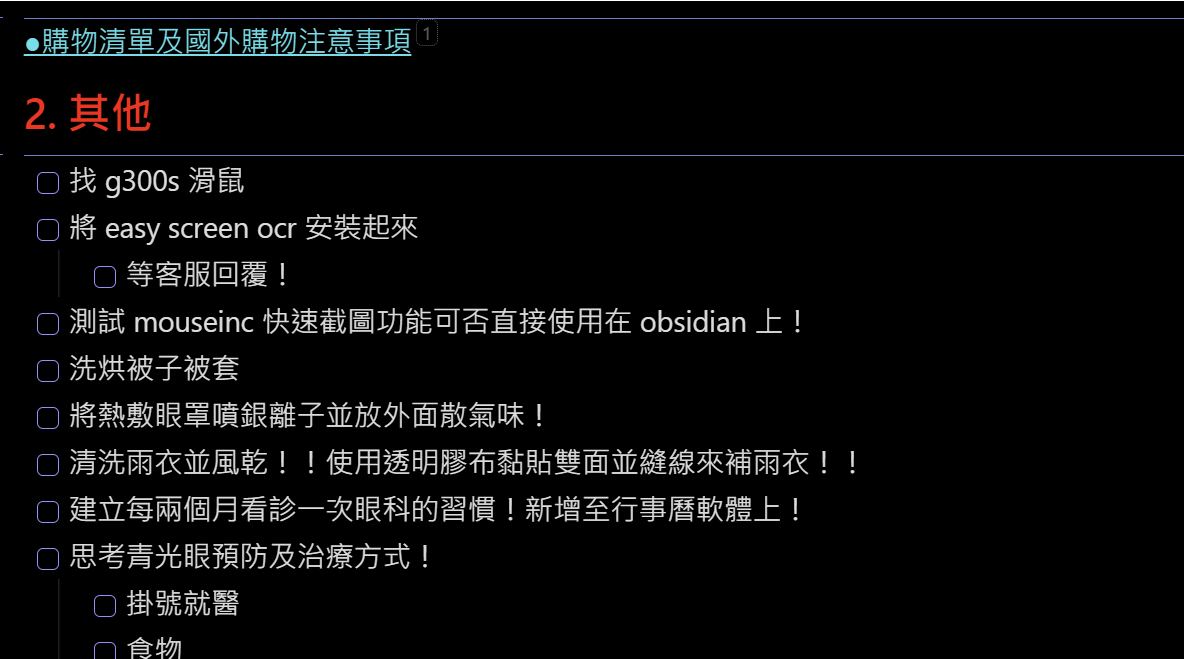 ●購物清單及國外購物注意事項 1
2. 其他
找 g300s 滑鼠
將 easy screen ocr 安裝起來
等客服回覆！
測試 mouseinc 快速截圖功能可否直接使用在 obsidian 上！
洗烘被子被套
將熱敷眼罩噴銀離子並放外面散氣味！
清洗雨衣並風乾！！使用透明膠布黏貼雙面並縫線來補雨衣！！
建立每兩個月看診一次眼科的習慣！新增至行事曆軟體上！
思考青光眼預防及治療方式！
掛號就醫
食物